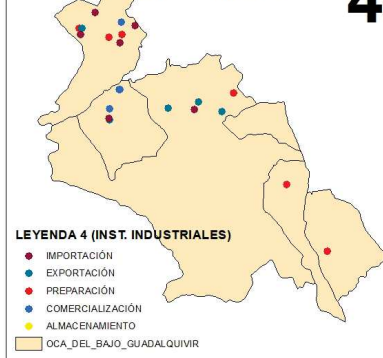 4
LEYENDA 4 (INST. INDUSTRIALES)
IMPORTACIÓN
EXPORTACIÓN
PREPARACIÓN
COMERCIALIZACIÓN
ALMACENAMIENTO
OCA_DEL_BAJO_GUADALQUIVIR